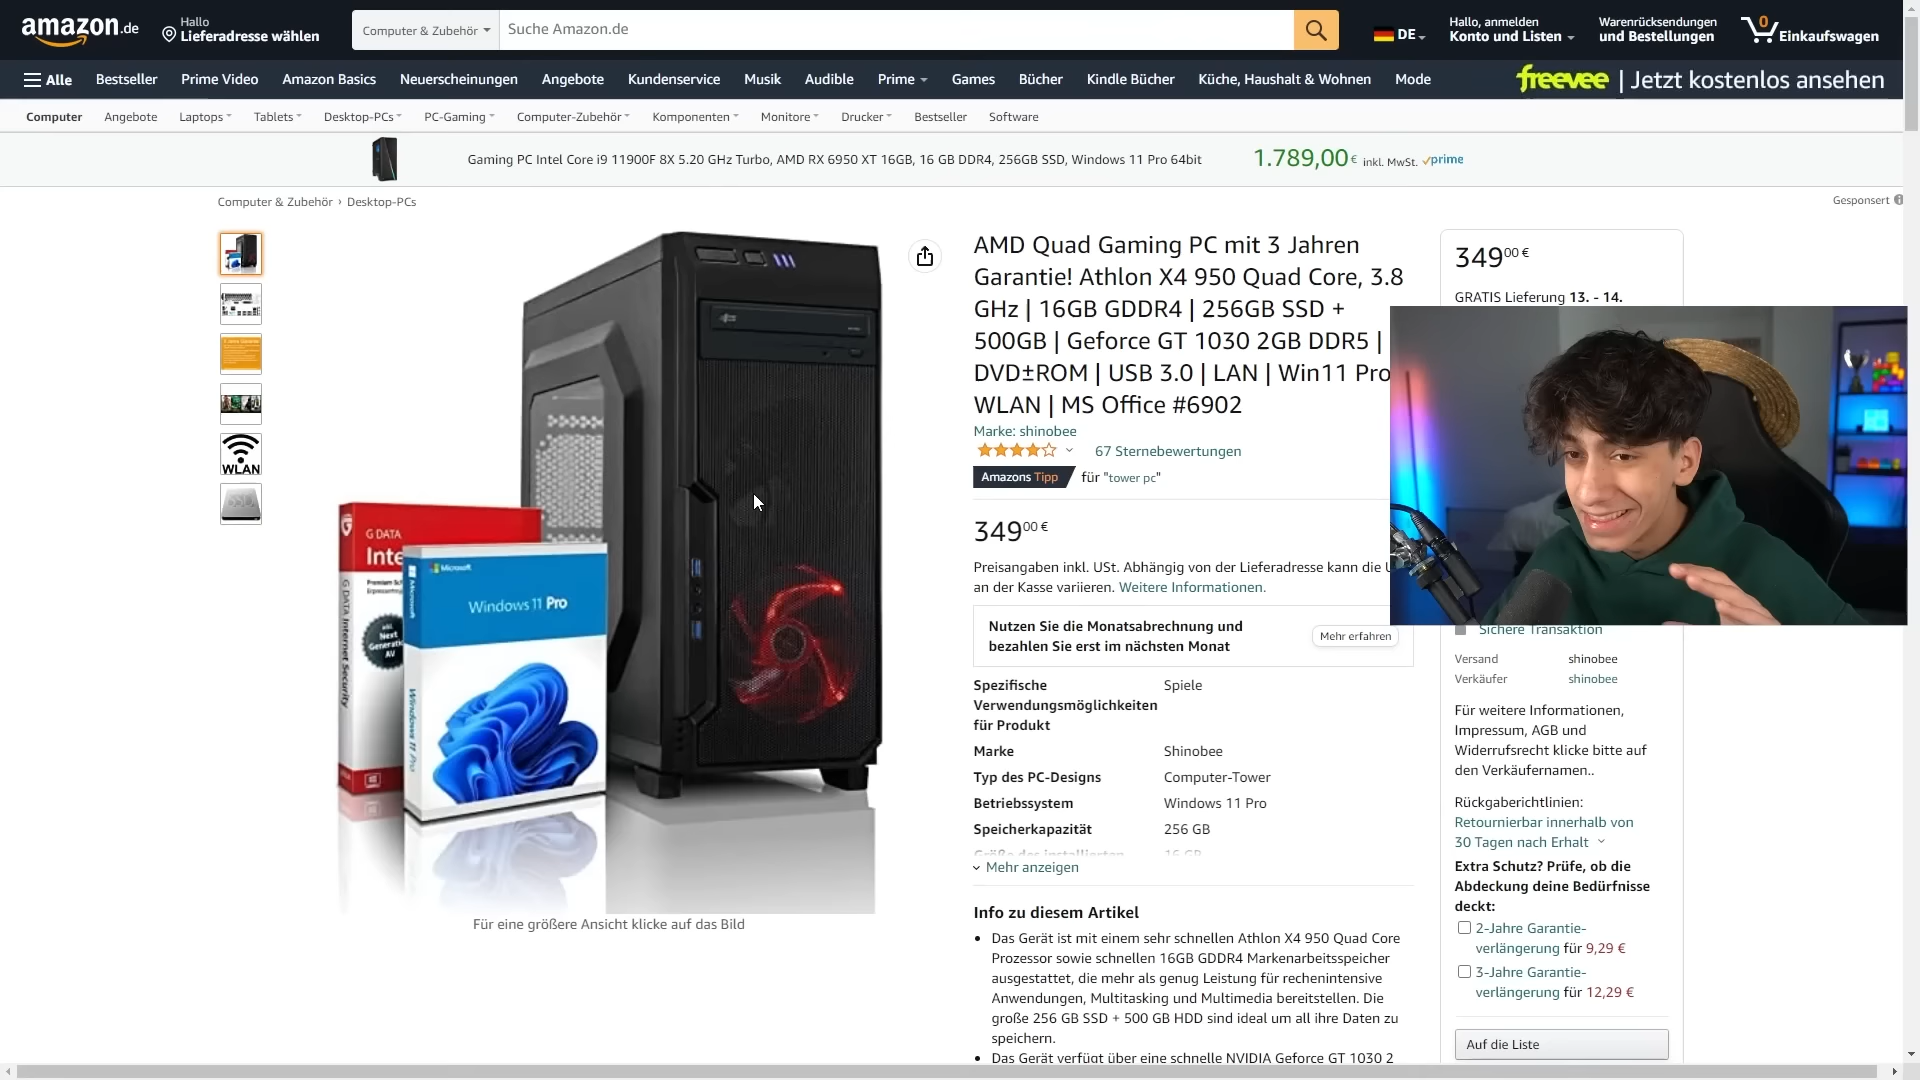 amazon.de
Hallo
Lieferadresse wählen
Computer & Zubehör
Suche Amazon.de
DE
Hallo, anmelden
Konto und Listen
Warenrücksendungen
und Bestellungen
0
Einkaufswagen
Alle
Bestseller
Prime Video
Amazon Basics
Neuerscheinungen
Angebote
Kundenservice
Musik
Audible
Prime
Games
Bücher
Kindle Bücher
Küche, Haushalt & Wohnen
Mode
freevee | Jetzt kostenlos ansehen
Computer
Angebote
Laptops
Tablets
Desktop-PCs
PC-Gaming
Computer-Zubehör
Komponenten
Monitore
Drucker
Bestseller
Software
Gaming PC Intel Core i9 11900F 8X 5.20 GHz Turbo, AMD RX 6950 XT 16GB, 16 GB DDR4, 256GB SSD, Windows 11 Pro 64bit
1.789,00€ inkl. MwSt. prime
Computer & Zubehör › Desktop-PCs
Gesponsert
AMD Quad Gaming PC mit 3 Jahren
Garantie! Athlon X4 950 Quad Core, 3.8
GHz | 16GB GDDR4 | 256GB SSD +
500GB | Geforce GT 1030 2GB DDR5 |
DVD±ROM | USB 3.0 | LAN | Win11 Pro
WLAN | MS Office #6902
Marke: shinobee
67 Sternebewertungen
Amazons Tipp für "tower pc"
349⁰⁰ €
Preisangaben inkl. USt. Abhängig von der Lieferadresse kann die
an der Kasse variieren. Weitere Informationen.
Nutzen Sie die Monatsabrechnung und
bezahlen Sie erst im nächsten Monat
Mehr erfahren
Spezifische
Verwendungsmöglichkeiten
für Produkt
Spiele
Marke
Shinobee
Typ des PC-Designs
Computer-Tower
Betriebssystem
Windows 11 Pro
Speicherkapazität
256 GB
Größe des installierten
16 GB
Mehr anzeigen
Info zu diesem Artikel
• Das Gerät ist mit einem sehr schnellen Athlon X4 950 Quad Core
Prozessor sowie schnellen 16GB GDDR4 Markenarbeitsspeicher
ausgestattet, die mehr als genug Leistung für rechenintensive
Anwendungen, Multitasking und Multimedia bereitstellen. Die
große 256 GB SSD + 500 GB HDD sind ideal um all ihre Daten zu
speichern.
• Das Gerät verfügt über eine schnelle NVIDIA Geforce GT 1030 2
349⁰⁰ €
GRATIS Lieferung 13. - 14.
Sichere Transaktion
Versand
shinobee
Verkäufer
shinobee
Für weitere Informationen,
Impressum, AGB und
Widerrufsrecht klicke bitte auf
den Verkäufernamen..
Rückgaberichtlinien:
Retournierbar innerhalb von
30 Tagen nach Erhalt
Extra Schutz? Prüfe, ob die
Abdeckung deine Bedürfnisse
deckt:
2-Jahre Garantie-
verlängerung für 9,29 €
3-Jahre Garantie-
verlängerung für 12,29 €
Auf die Liste
WLAN
SSD
G DATA
Inte
G DATA Internet Security
Microsoft
Windows 11 Pro
Windows 11 Pro
Für eine größere Ansicht klicke auf das Bild